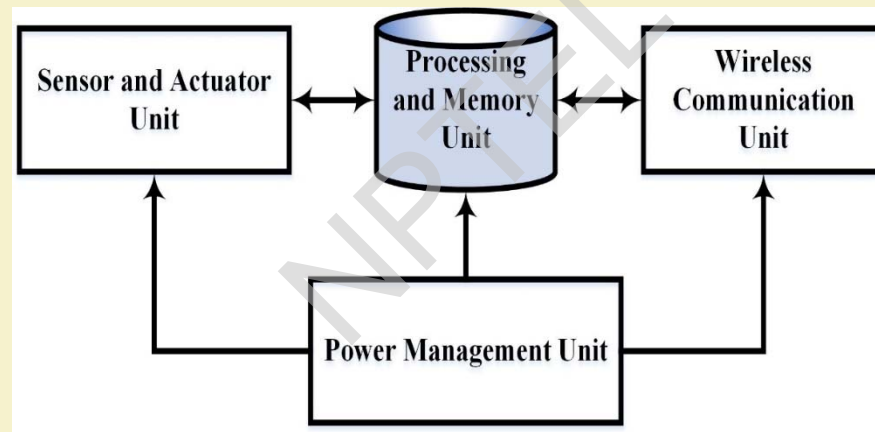 Sensor and Actuator
Unit
Processing
and Memory
Unit
Wireless
Communication
Unit
Power Management Unit
NPTEL